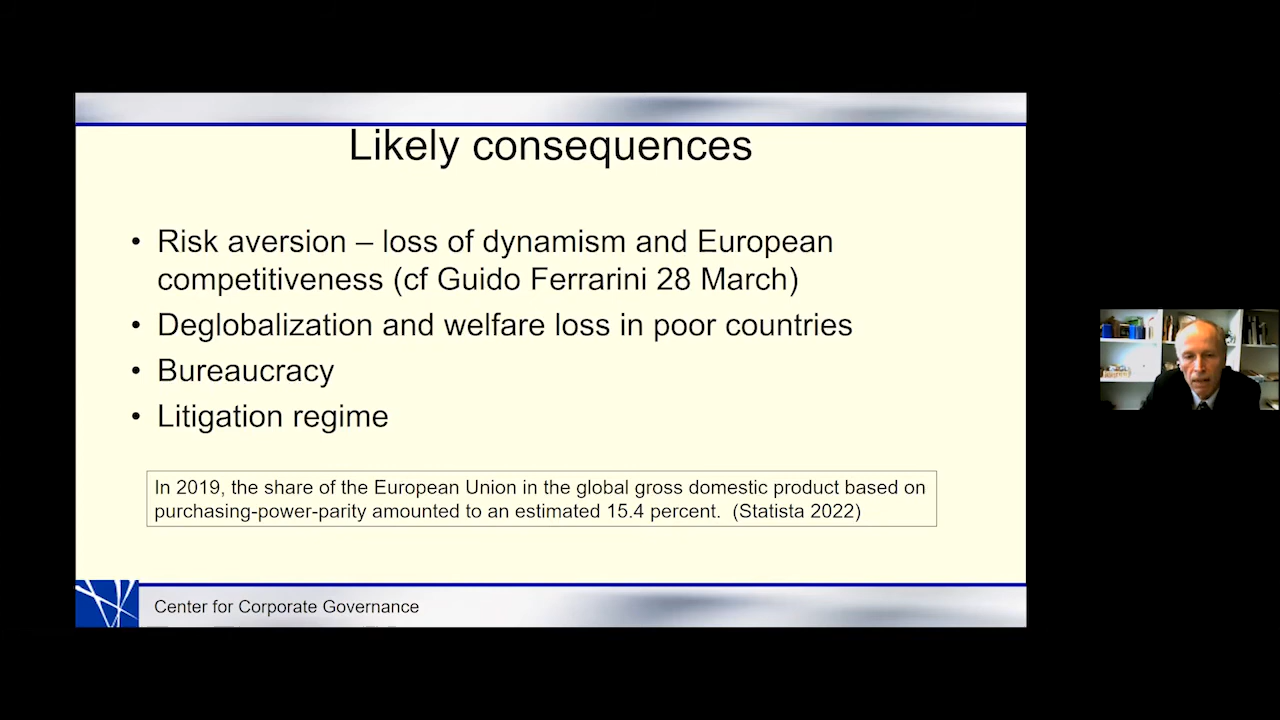 Likely consequences
• Risk aversion – loss of dynamism and European
competitiveness (cf Guido Ferrarini 28 March)
• Deglobalization and welfare loss in poor countries
• Bureaucracy
• Litigation regime
In 2019, the share of the European Union in the global gross domestic product based on
purchasing-power-parity amounted to an estimated 15.4 percent. (Statista 2022)
Center for Corporate Governance